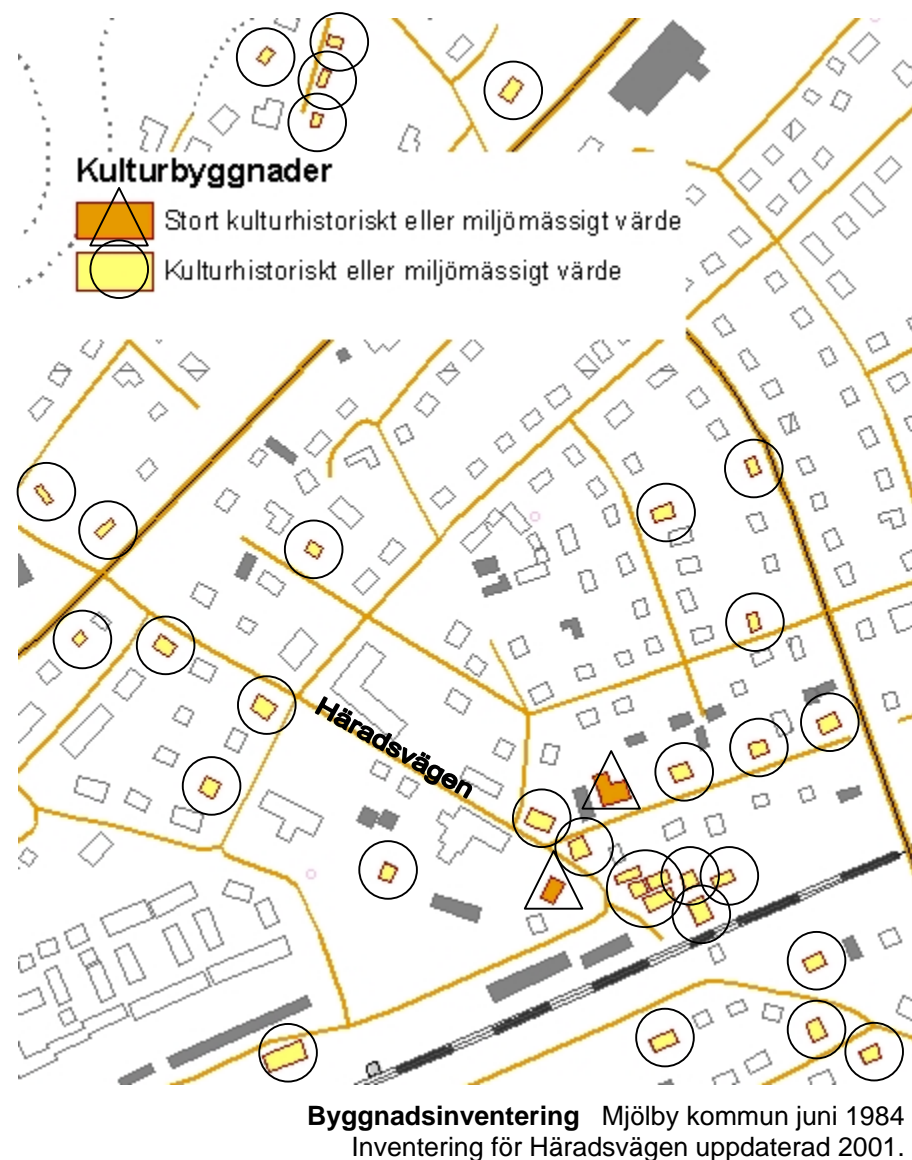 Kulturbyggnader
Stort kulturhistoriskt eller miljömässigt värde
Kulturhistoriskt eller miljömässigt värde
Häradsvägen
Byggnadsinventering Mjölby kommun juni 1984
Inventering för Häradsvägen uppdaterad 2001.